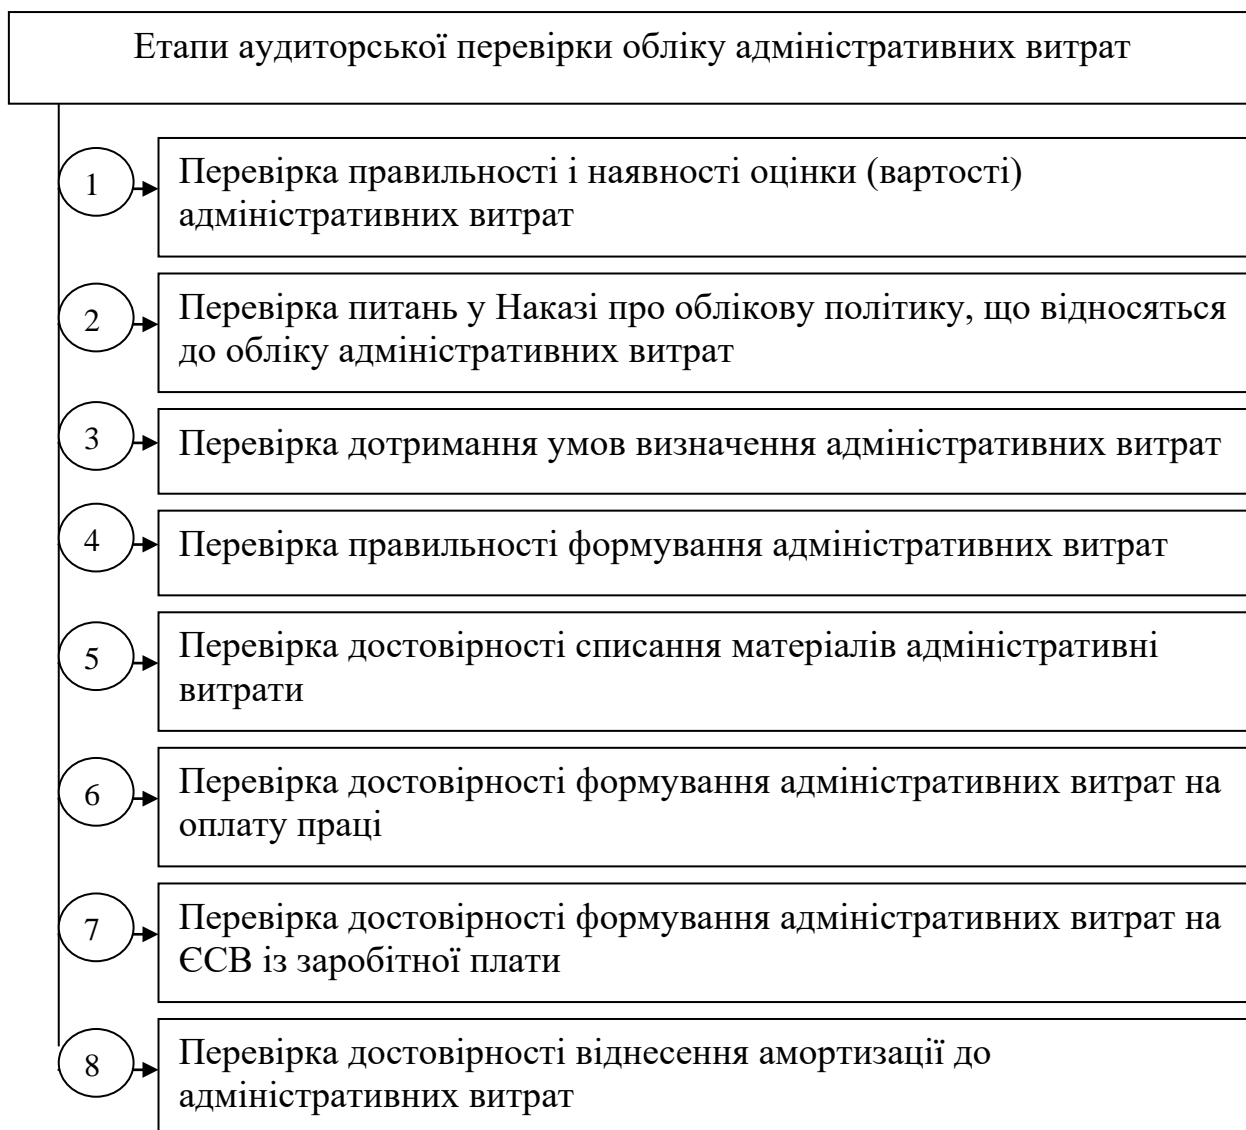 Етапи аудиторської перевірки обліку адміністративних витрат
1
Перевірка правильності і наявності оцінки (вартості)
адміністративних витрат
2
Перевірка питань у Наказі про облікову політику, що відносяться
до обліку адміністративних витрат
3
Перевірка дотримання умов визначення адміністративних витрат
4
Перевірка правильності формування адміністративних витрат
5
Перевірка достовірності списання матеріалів адміністративні
витрати
6
Перевірка достовірності формування адміністративних витрат на
оплату праці
7
Перевірка достовірності формування адміністративних витрат на
ЄСВ із заробітної плати
8
Перевірка достовірності віднесення амортизації до
адміністративних витрат